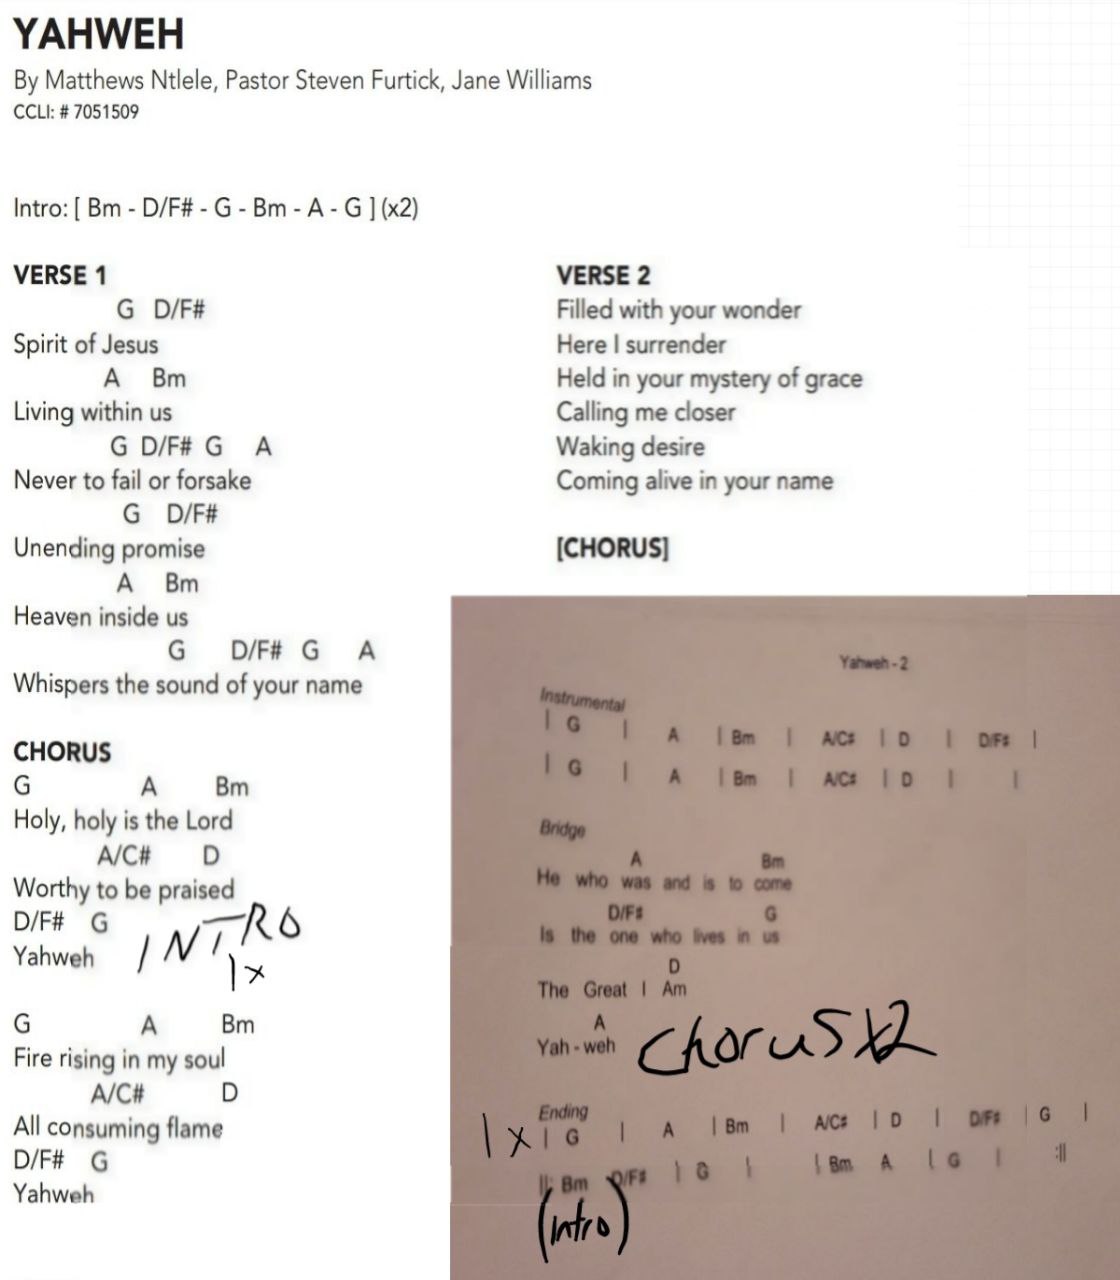 YAHWEH
By Matthews Ntlele, Pastor Steven Furtick, Jane Williams
CCLI: # 7051509
Intro: [ Bm - D/F# - G - Bm - A - G ] (x2)
VERSE 1
G D/F#
Spirit of Jesus
A Bm
Living within us
G D/F# G A
Never to fail or forsake
G D/F#
Unending promise
A Bm
Heaven inside us
G D/F# G A
Whispers the sound of your name
CHORUS
G A Bm
Holy, holy is the Lord
A/C# D
Worthy to be praised
D/F# G
Yahweh
INTRO
1x
G A Bm
Fire rising in my soul
A/C# D
All consuming flame
D/F# G
Yahweh
VERSE 2
Filled with your wonder
Here I surrender
Held in your mystery of grace
Calling me closer
Waking desire
Coming alive in your name
[CHORUS]
Yahweh - 2
Instrumental
| G | A | Bm | A/C# | D | D/F# |
| G | A | Bm | A/C# | D | |
Bridge
A Bm
He who was and is to come
D/F# G
Is the one who lives in us
D
The Great I Am
A
Yah - weh
Chorus x2
Ending
1x | G | A | Bm | A/C# | D | D/F# | G |
||: Bm D/F# | G | | Bm A | G | :||
(Intro)